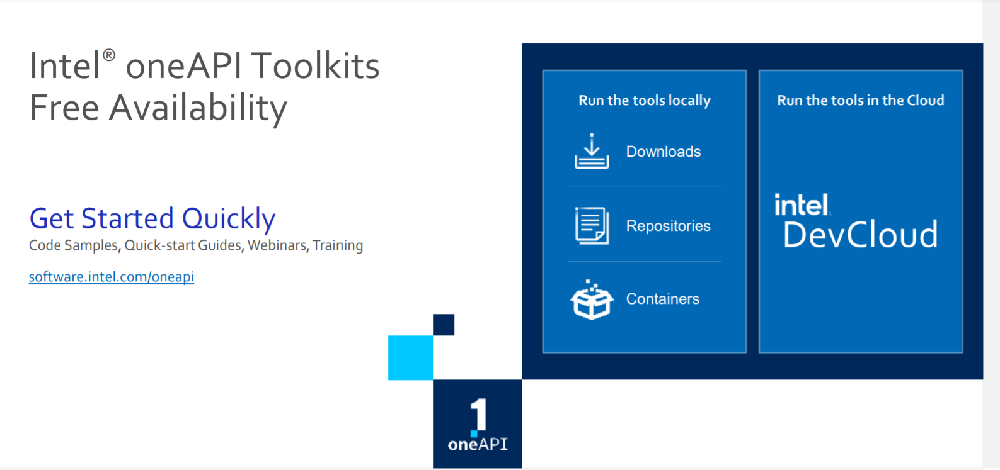 Intel® oneAPI Toolkits
Free Availability
Get Started Quickly
Code Samples, Quick-start Guides, Webinars, Training
software.intel.com/oneapi
Run the tools locally
Downloads
Repositories
Containers
Run the tools in the Cloud
intel.
DevCloud
1
oneAPI